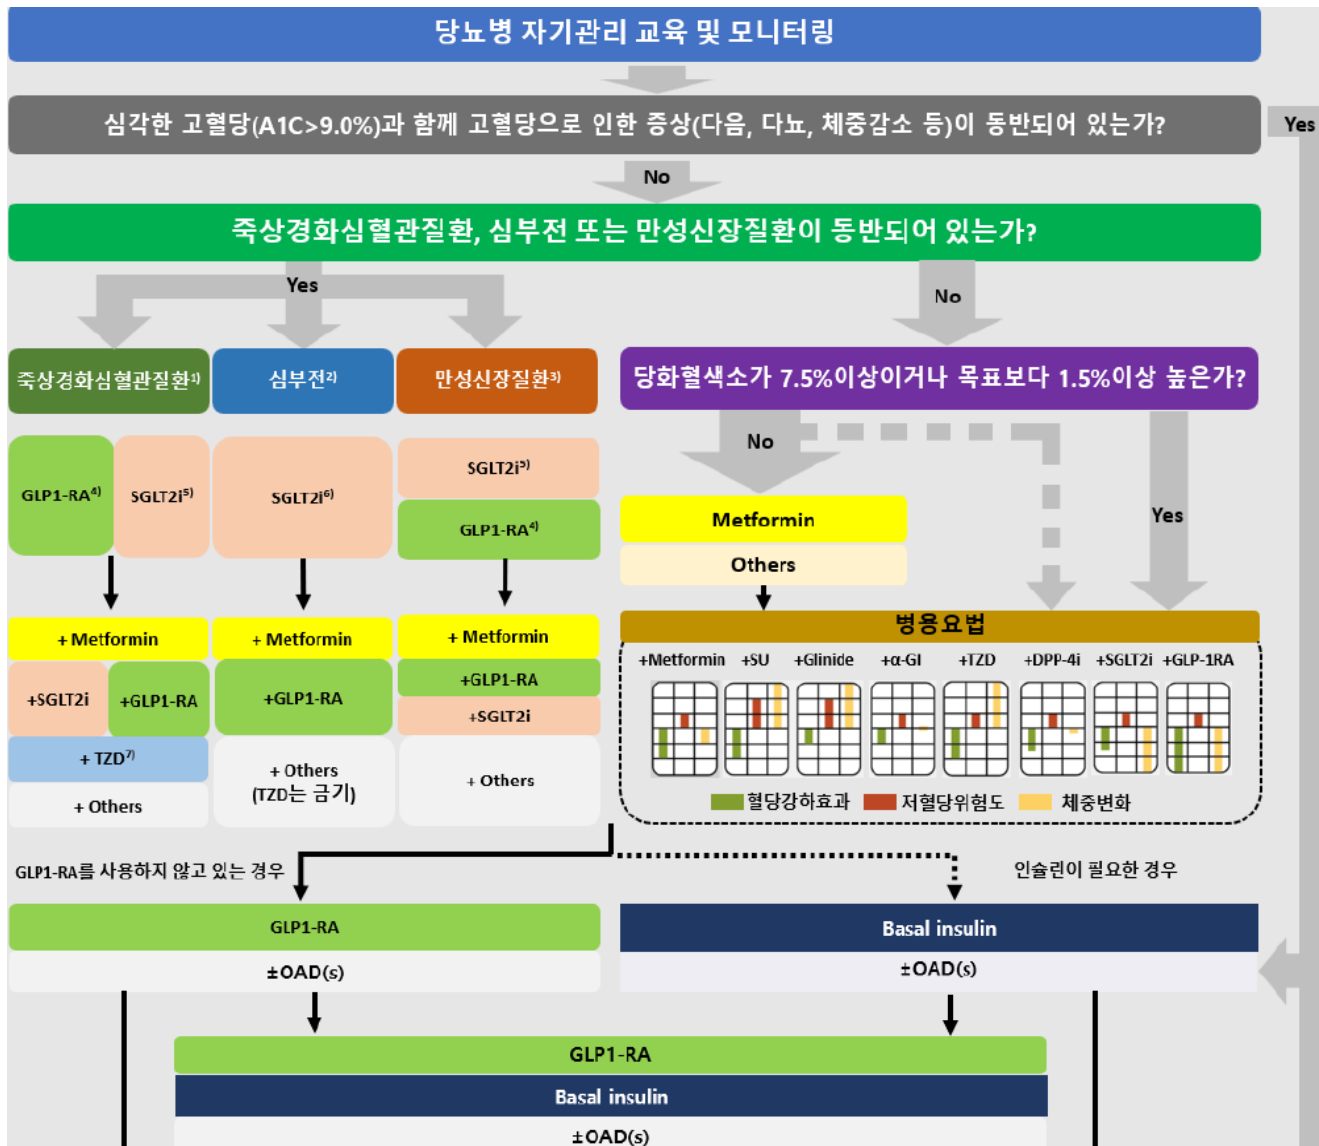 당뇨병 자기관리 교육 및 모니터링
심각한 고혈당(A1C>9.0%)과 함께 고혈당으로 인한 증상(다음, 다뇨, 체중감소 등)이 동반되어 있는가?
Yes
No
죽상경화심혈관질환, 심부전 또는 만성신장질환이 동반되어 있는가?
Yes
No
죽상경화심혈관질환1)
심부전2)
만성신장질환3)
당화혈색소가 7.5%이상이거나 목표보다 1.5%이상 높은가?
GLP1-RA4)
SGLT2i5)
SGLT2i6)
SGLT2i5)
GLP1-RA4)
No
Yes
Metformin
Others
+ Metformin
+SGLT2i
+GLP1-RA
+ TZD7)
+ Others
+ Metformin
+GLP1-RA
+ Others
(TZD는 금기)
+ Metformin
+GLP1-RA
+SGLT2i
+ Others
병용요법
+Metformin +SU +Glinide +α-GI +TZD +DPP-4i +SGLT2i +GLP-1RA
혈당강하효과 저혈당위험도 체중변화
GLP1-RA를 사용하지 않고 있는 경우
인슐린이 필요한 경우
GLP1-RA
±OAD(s)
Basal insulin
±OAD(s)
GLP1-RA
Basal insulin
±OAD(s)